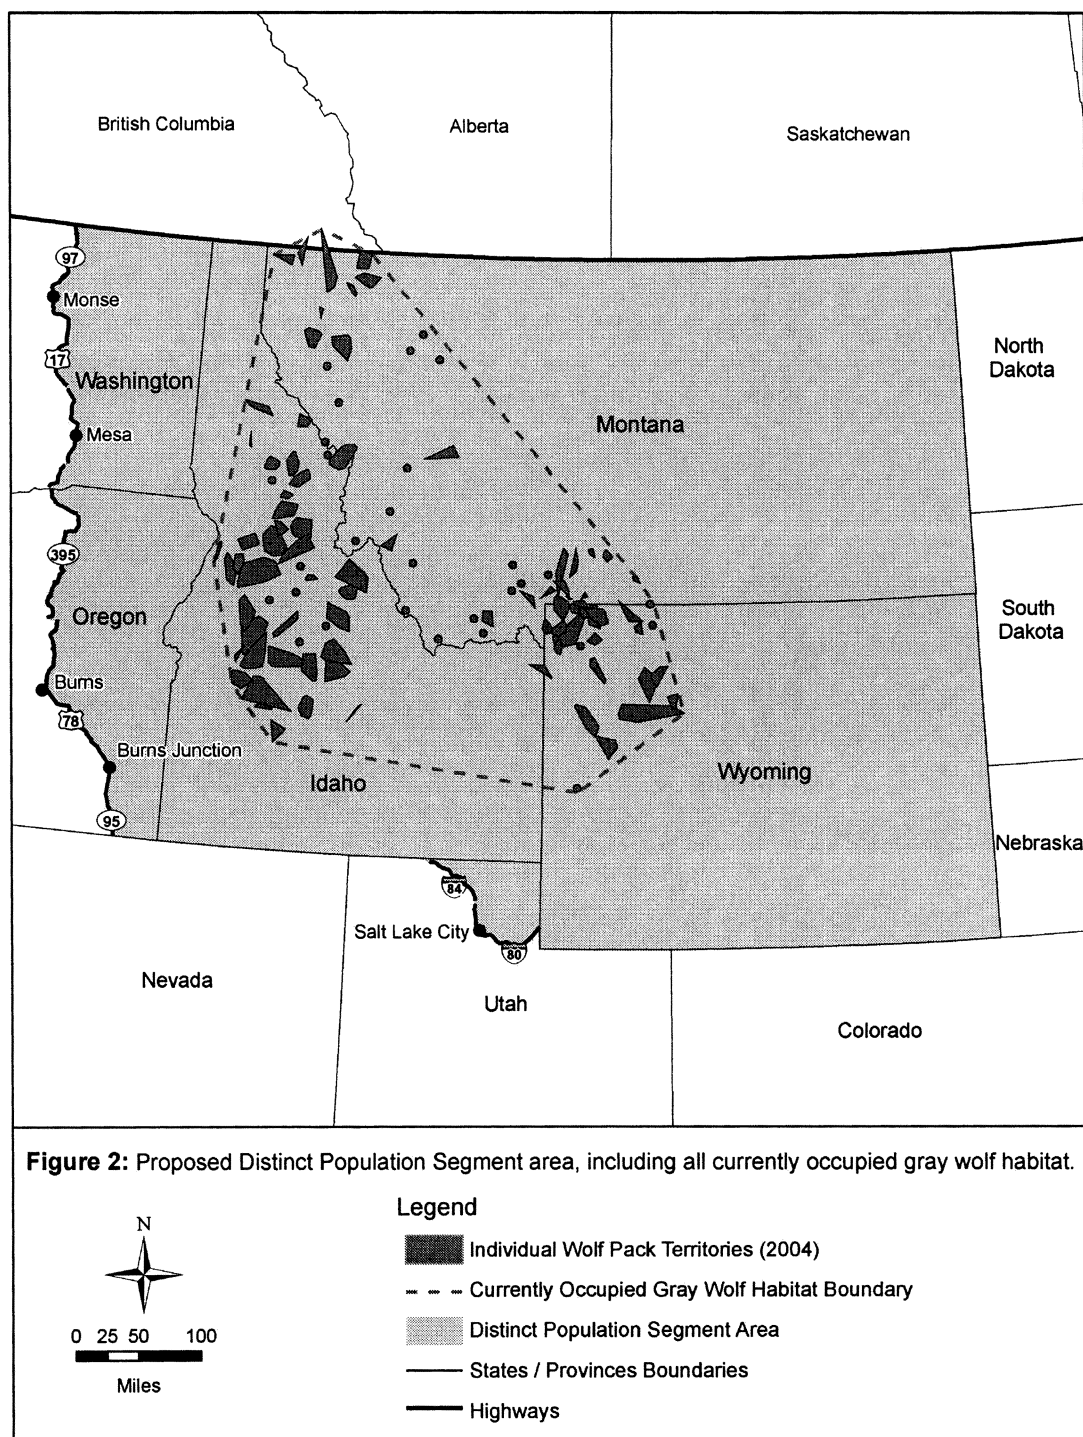 British Columbia
Alberta
Saskatchewan
97
Monse
17
Washington
Mesa
North
Dakota
Montana
395
Oregon
South
Dakota
Burns
78
Burns Junction
Idaho
Wyoming
95
Nebraska
84
Salt Lake City
80
Nevada
Utah
Colorado
Figure 2: Proposed Distinct Population Segment area, including all currently occupied gray wolf habitat.
N
0 25 50 100
Miles
Legend
Individual Wolf Pack Territories (2004)
Currently Occupied Gray Wolf Habitat Boundary
Distinct Population Segment Area
States / Provinces Boundaries
Highways